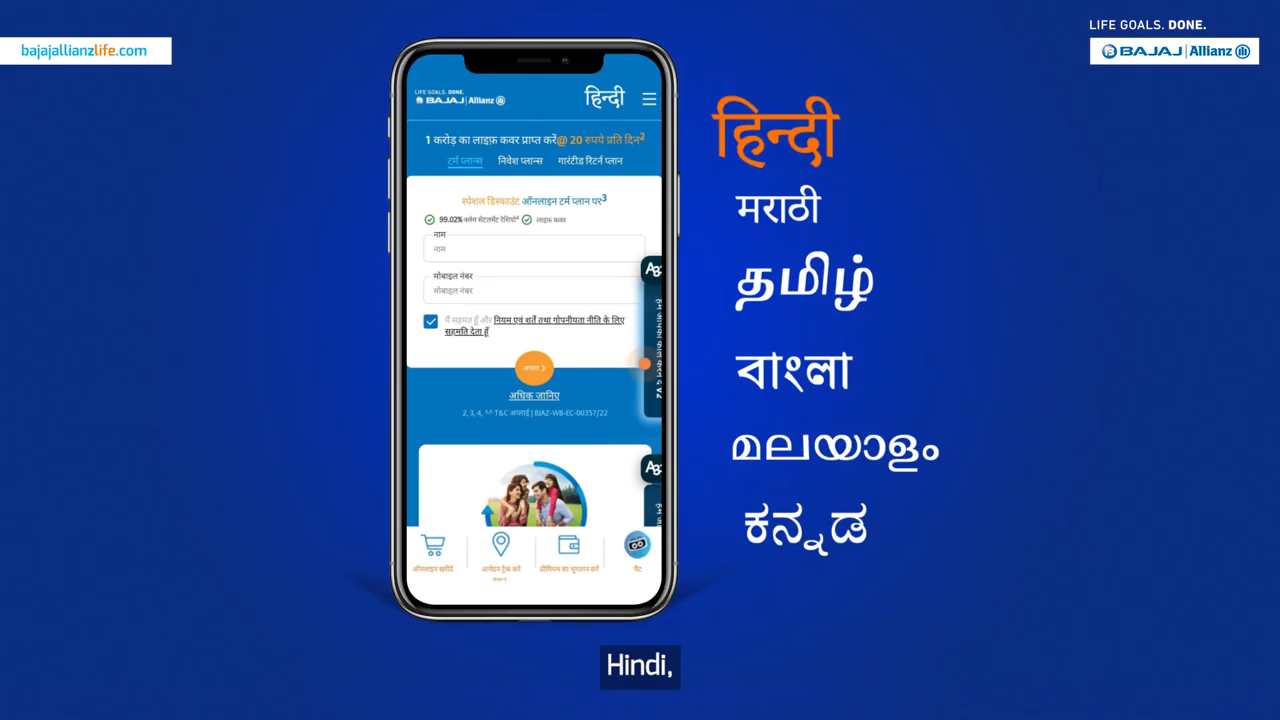 bajajallianzlife.com
LIFE GOALS. DONE.
BAJAJ | Allianz
LIFE GOALS. DONE.
BAJAJ | Allianz
हिन्दी
1 करोड़ का लाइफ़ कवर प्राप्त करें@ 20 रुपये प्रति दिन2
टर्म प्लान्स निवेश प्लान्स गारंटीड रिटर्न प्लान
स्पेशल डिस्काउंट ऑनलाइन टर्म प्लान पर3
99.02% क्लेम सेटलमेंट रेशियो4 लाइफ़ कवर
नाम
नाम
मोबाइल नंबर
मोबाइल नंबर
मैं सहमत हूँ और नियम एवं शर्तें तथा गोपनीयता नीति के लिए
सहमति देता हूँ
अगला >
अधिक जानिए
2, 3, 4, ^^ T&C अप्लाई | BJAZ-WB-EC-00357/22
ऑनलाइन खरीदें
आवेदन ट्रैक करें
प्रीमियम का भुगतान करें
चैट
हिन्दी
मराठी
தமிழ்
বাংলা
മലയാളം
ಕನ್ನಡ
Hindi,